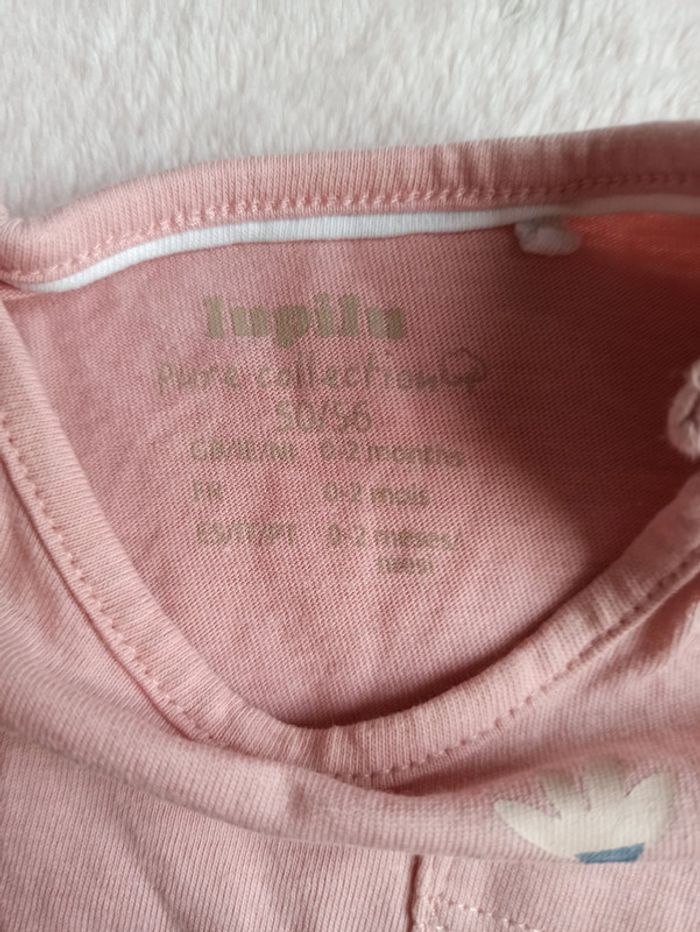 lupilu
pure collection
50/56
GB/IE/NI 0-2 months
FR 0-2 mois
ES/IT/PT 0-2 meses/
mesi